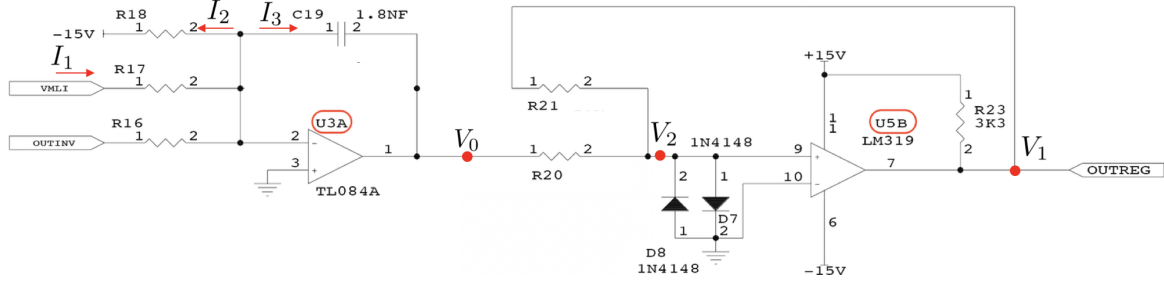 R18
I₂
I₃
C19
1.8NF
1
2
1
2
-15V
+15V
I₁
R17
1
2
VMLI
1
2
R21
1
R23
3K3
2
R16
1
2
OUTINV
U3A
2
-
3
+
1
TL084A
V₀
1
2
R20
V₂
1N4148
11
U5B
LM319
9
+
10
-
7
6
-15V
V₁
OUTREG
2
1
1
2
D7
D8
1N4148